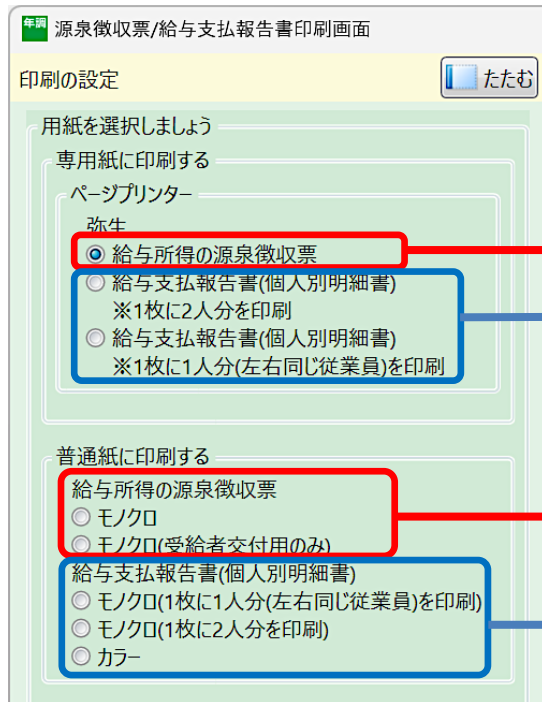 年調 源泉徴収票/給与支払報告書印刷画面
印刷の設定
たたむ
用紙を選択しましょう
専用紙に印刷する
ページプリンター
弥生
給与所得の源泉徴収票
給与支払報告書(個人別明細書)
※1枚に2人分を印刷
給与支払報告書(個人別明細書)
※1枚に1人分(左右同じ従業員)を印刷
普通紙に印刷する
給与所得の源泉徴収票
モノクロ
モノクロ(受給者交付用のみ)
給与支払報告書(個人別明細書)
モノクロ(1枚に1人分(左右同じ従業員)を印刷)
モノクロ(1枚に2人分を印刷)
カラー